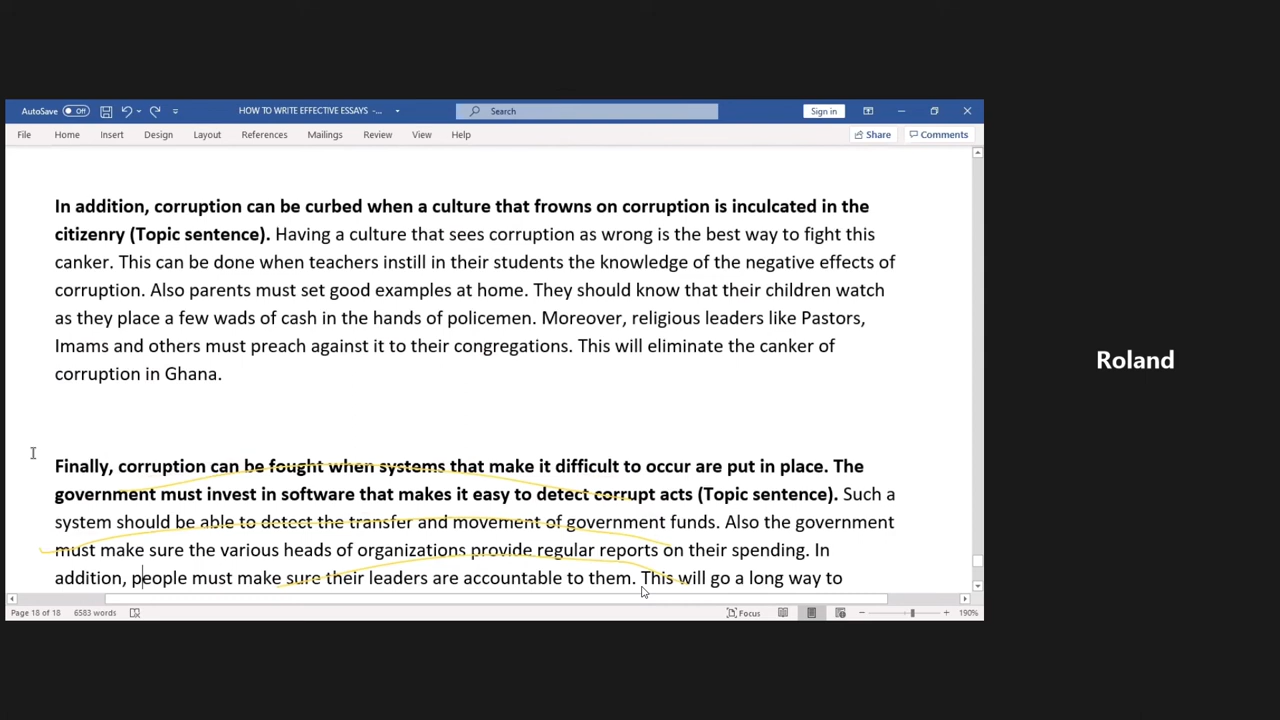 AutoSave Off HOW TO WRITE EFFECTIVE ESSAYS -... Search Sign in
File Home Insert Design Layout References Mailings Review View Help Share Comments
In addition, corruption can be curbed when a culture that frowns on corruption is inculcated in the
citizenry (Topic sentence). Having a culture that sees corruption as wrong is the best way to fight this
canker. This can be done when teachers instill in their students the knowledge of the negative effects of
corruption. Also parents must set good examples at home. They should know that their children watch
as they place a few wads of cash in the hands of policemen. Moreover, religious leaders like Pastors,
Imams and others must preach against it to their congregations. This will eliminate the canker of
corruption in Ghana.
Roland
Finally, corruption can be fought when systems that make it difficult to occur are put in place. The
government must invest in software that makes it easy to detect corrupt acts (Topic sentence). Such a
system should be able to detect the transfer and movement of government funds. Also the government
must make sure the various heads of organizations provide regular reports on their spending. In
addition, people must make sure their leaders are accountable to them. This will go a long way to
Page 18 of 18 6583 words Focus 190%